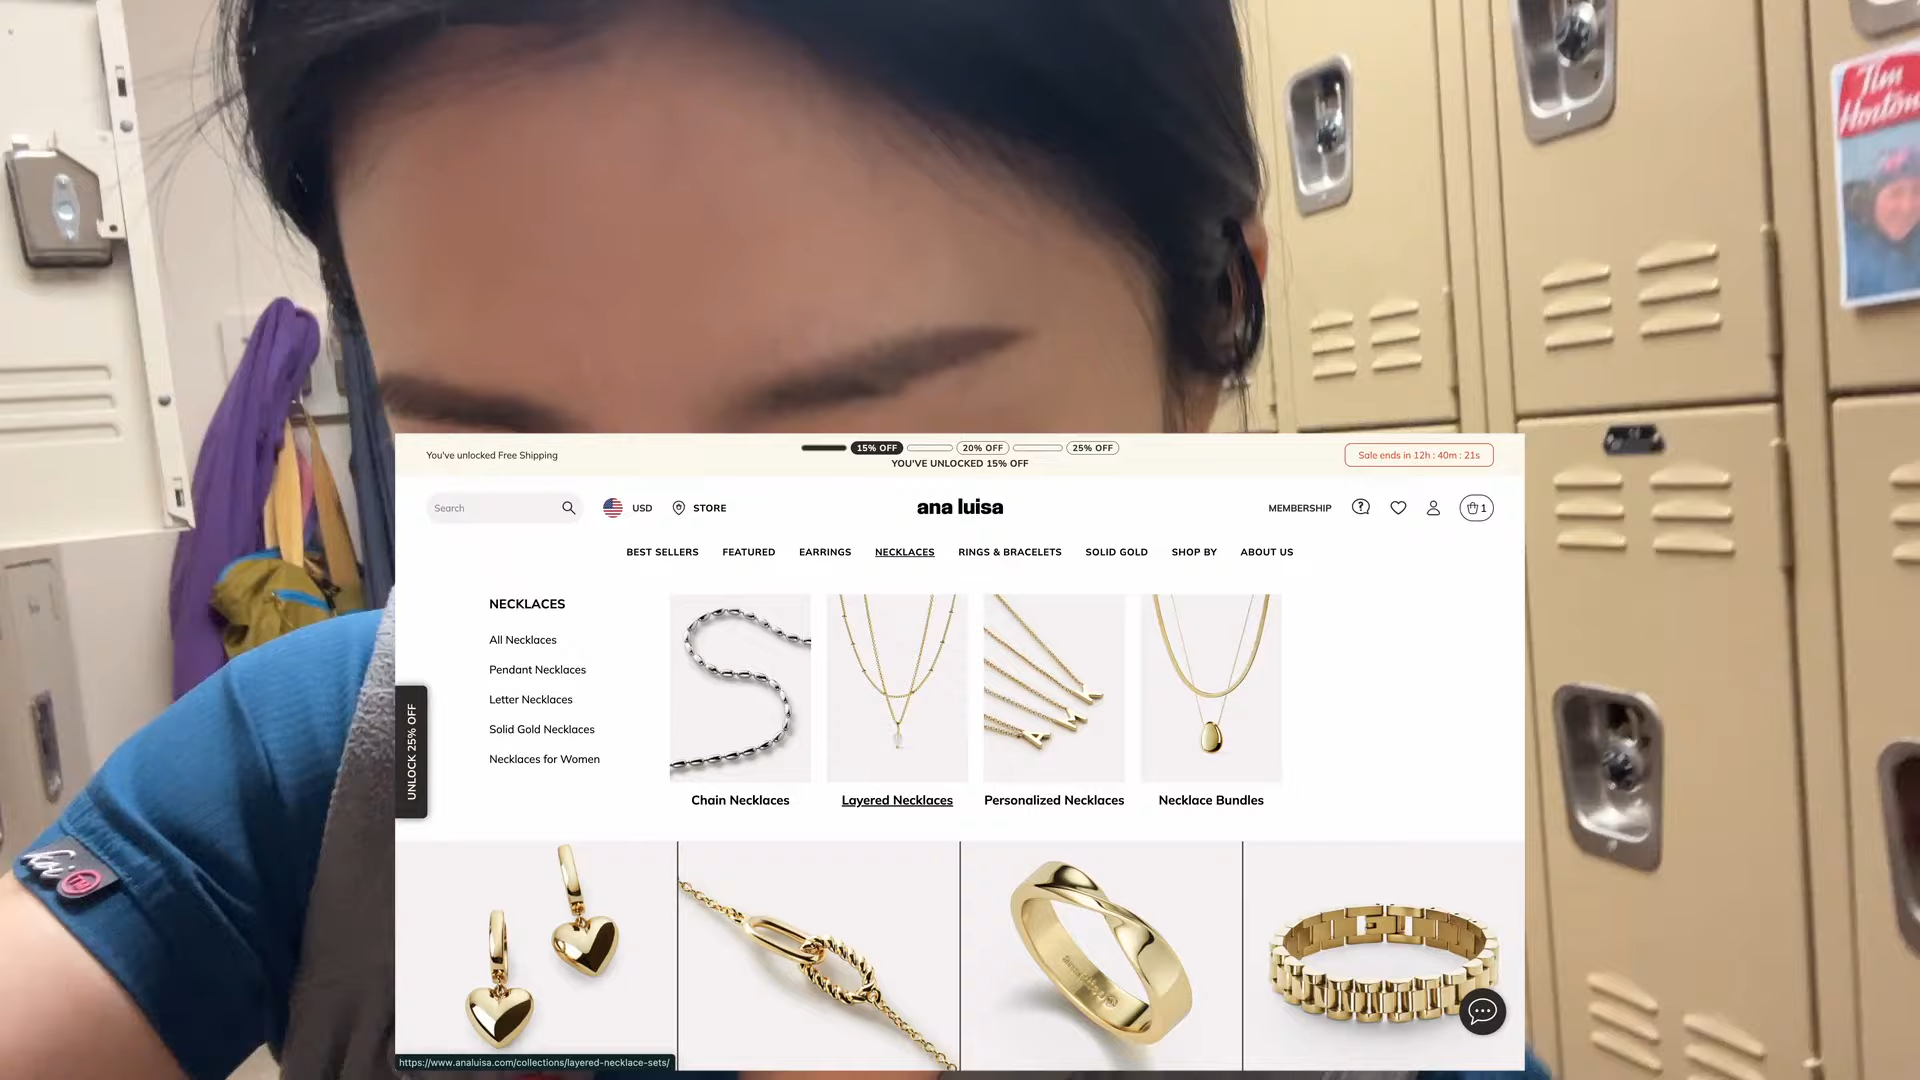 Tim
Horton
You've unlocked Free Shipping
15% OFF
20% OFF
25% OFF
YOU'VE UNLOCKED 15% OFF
Sale ends in 12h : 40m : 21s
Search
USD
STORE
ana luisa
MEMBERSHIP
1
BEST SELLERS
FEATURED
EARRINGS
NECKLACES
RINGS & BRACELETS
SOLID GOLD
SHOP BY
ABOUT US
NECKLACES
All Necklaces
Pendant Necklaces
Letter Necklaces
Solid Gold Necklaces
Necklaces for Women
Chain Necklaces
Layered Necklaces
Personalized Necklaces
Necklace Bundles
A M K
UNLOCK 25% OFF
koi
TM
https://www.analuisa.com/collections/layered-necklace-sets/